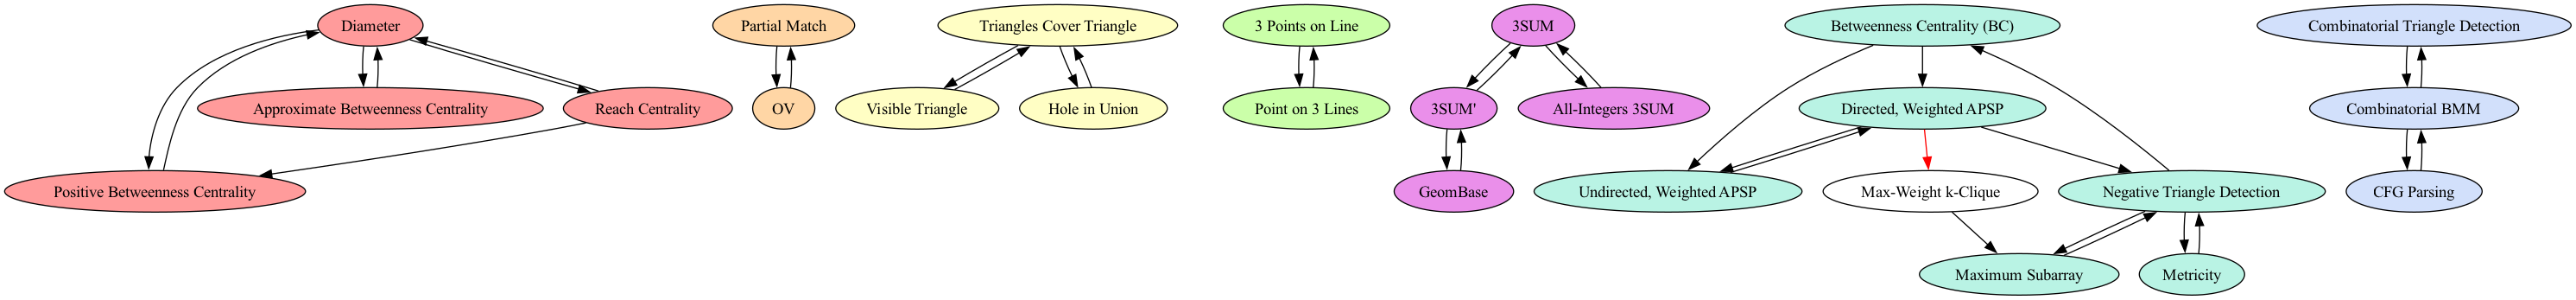 Diameter
Partial Match
Triangles Cover Triangle
3 Points on Line
3SUM
Betweenness Centrality (BC)
Combinatorial Triangle Detection
Approximate Betweenness Centrality
Reach Centrality
OV
Visible Triangle
Hole in Union
Point on 3 Lines
3SUM'
All-Integers 3SUM
Directed, Weighted APSP
Combinatorial BMM
Positive Betweenness Centrality
GeomBase
Undirected, Weighted APSP
Max-Weight k-Clique
Negative Triangle Detection
CFG Parsing
Maximum Subarray
Metricity